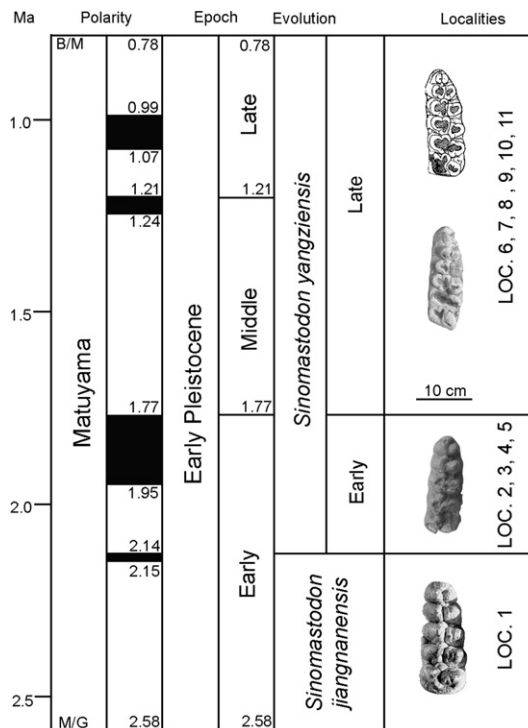 Ma Polarity Epoch Evolution Localities
B/M 0.78 0.78
0.99
1.0
1.07
1.21 1.21
1.24
1.5
1.77 1.77
1.95
2.0
2.14
2.15
2.5
M/G 2.58 2.58
Matuyama
Early Pleistocene
Late
Middle
Early
Sinomastodon yangziensis
Sinomastodon
jiangnanensis
Late
Early
LOC. 6, 7, 8 , 9, 10, 11
10 cm
LOC. 2, 3, 4, 5
LOC. 1